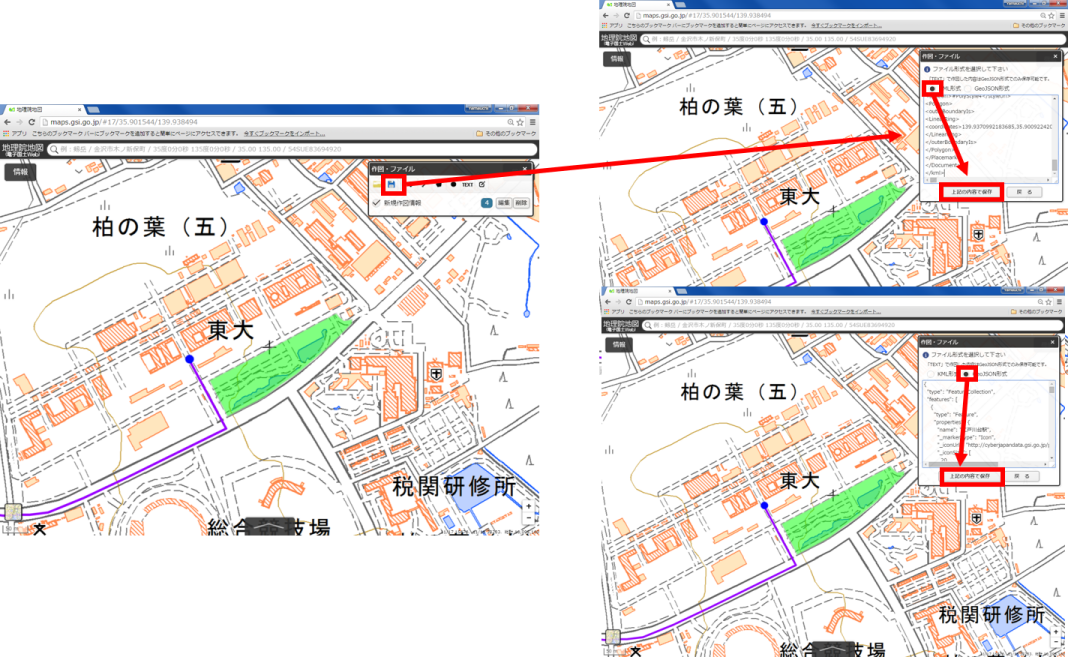 地理院地図
maps.gsi.go.jp/#17/35.901544/139.938494
アプリ こちらのブックマーク バーにブックマークを追加すると簡単にページにアクセスできます。 今すぐブックマークをインポート...
その他のブックマーク
地理院地図
(電子国土Web)
例:横岳 / 金沢市木ノ新保町 / 35度0分0秒 135度0分0秒 / 35.00 135.00 / 54SUE83694920
情報
作図・ファイル
TEXT
新規作図情報
4
編集
削除
柏の葉(五)
東大
税関研修所
総合 技場
地理院地図
maps.gsi.go.jp/#17/35.901544/139.938494
アプリ こちらのブックマーク バーにブックマークを追加すると簡単にページにアクセスできます。 今すぐブックマークをインポート...
その他のブックマーク
地理院地図
(電子国土Web)
例:横岳 / 金沢市木ノ新保町 / 35度0分0秒 135度0分0秒 / 35.00 135.00 / 54SUE83694920
情報
作図・ファイル
ファイル形式を選択して下さい
「TEXT」で作図した内容はGeoJSON形式でのみ保存可能です。
ML形式
GeoJSON形式
<Polygon>
</LinearRing>
</outerBoundaryIs>
</Polygon>
</Placemark>
</Document>
</kml>
上記の内容で保存
戻 る
柏の葉(五)
東大
地理院地図
maps.gsi.go.jp/#17/35.901544/139.938494
アプリ こちらのブックマーク バーにブックマークを追加すると簡単にページにアクセスできます。 今すぐブックマークをインポート...
その他のブックマーク
地理院地図
(電子国土Web)
例:横岳 / 金沢市木ノ新保町 / 35度0分0秒 135度0分0秒 / 35.00 135.00 / 54SUE83694920
情報
作図・ファイル
ファイル形式を選択して下さい
「TEXT」で作図した内容はGeoJSON形式でのみ保存可能です。
KML形式
eoJSON形式
{
"type": "Feature
"features": [
{
"type": "Feature",
"properties": {
"name":
"_iconUrl": "http://cyberjapandata.gsi.go.jp/
上記の内容で保存
戻 る
柏の葉(五)
東大
税関研修所
総合 技場